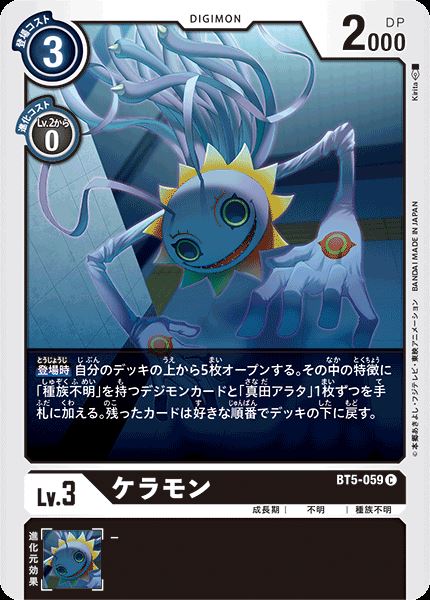 DIGIMON
登場コスト
3
DP
2000
進化コスト
Lv.2から
0
Kirita
©本郷あきよし・フジテレビ・東映アニメーション BANDAI MADE IN JAPAN
登場時 自分のデッキの上から5枚オープンする。その中の特徴に
「種族不明」を持つデジモンカードと「真田アラタ」1枚ずつを手
札に加える。残ったカードは好きな順番でデッキの下に戻す。
BT5-059 C
Lv.3
ケラモン
成長期 | 不明 | 種族不明
進化元効果
-